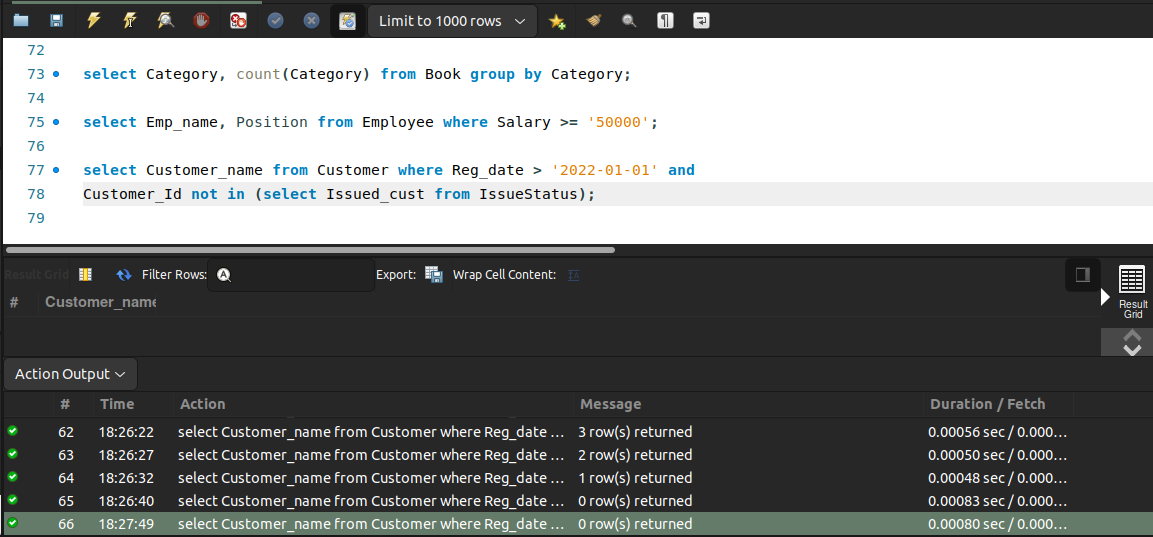 Limit to 1000 rows
72
73 select Category, count(Category) from Book group by Category;
74
75 select Emp_name, Position from Employee where Salary >= '50000';
76
77 select Customer_name from Customer where Reg_date > '2022-01-01' and
78 Customer_Id not in (select Issued_cust from IssueStatus);
79
Result Grid Filter Rows: Export: Wrap Cell Content:
# Customer_name
Result
Grid
Action Output
# Time Action Message Duration / Fetch
62 18:26:22 select Customer_name from Customer where Reg_date ... 3 row(s) returned 0.00056 sec / 0.000...
63 18:26:27 select Customer_name from Customer where Reg_date ... 2 row(s) returned 0.00050 sec / 0.000...
64 18:26:32 select Customer_name from Customer where Reg_date ... 1 row(s) returned 0.00048 sec / 0.000...
65 18:26:40 select Customer_name from Customer where Reg_date ... 0 row(s) returned 0.00083 sec / 0.000...
66 18:27:49 select Customer_name from Customer where Reg_date ... 0 row(s) returned 0.00080 sec / 0.000...